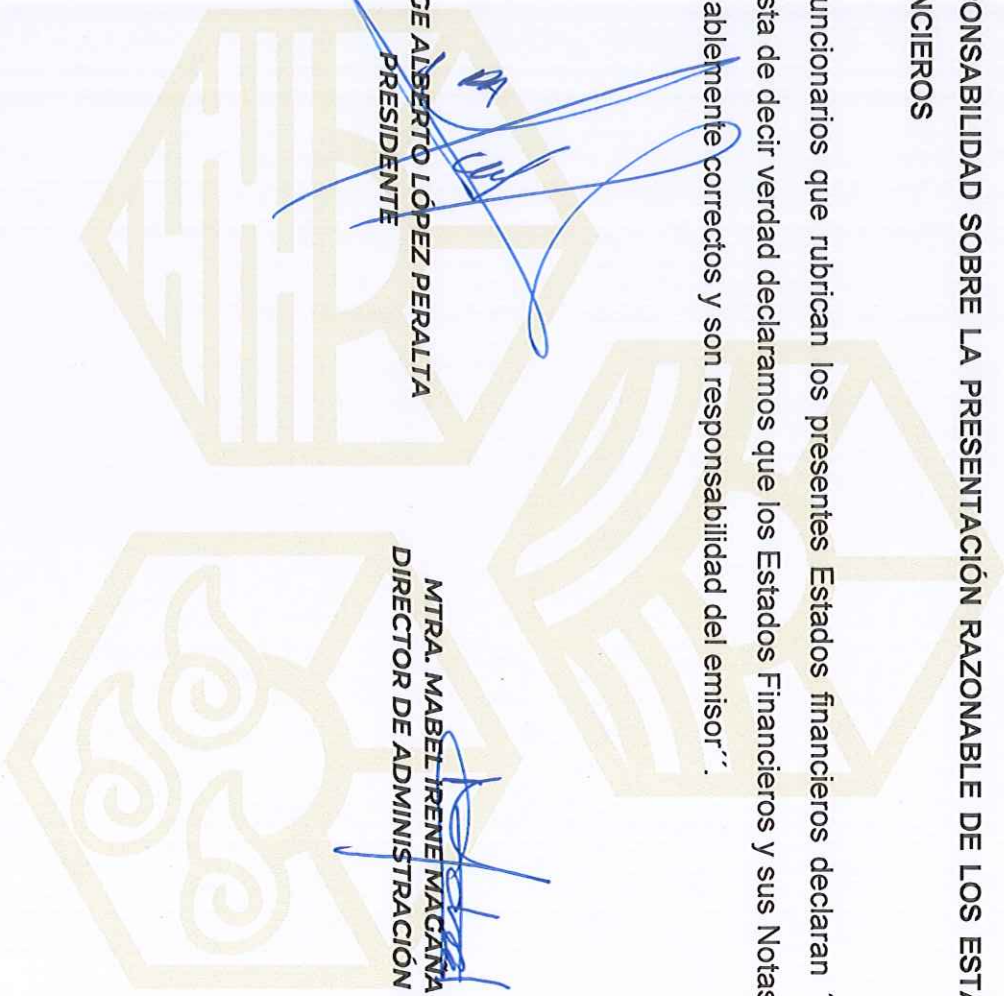 ONSABILIDAD SOBRE LA PRESENTACIÓN RAZONABLE DE LOS ESTA
NCIEROS
uncionarios que rubrican los presentes Estados financieros declaran ´
sta de decir verdad declaramos que los Estados Financieros y sus Notas
ablemente correctos y son responsabilidad del emisor´´.
GE ALBERTO LÓPEZ PERALTA
PRESIDENTE
MTRA. MABEL IRENE MAGAÑA
DIRECTOR DE ADMINISTRACIÓN